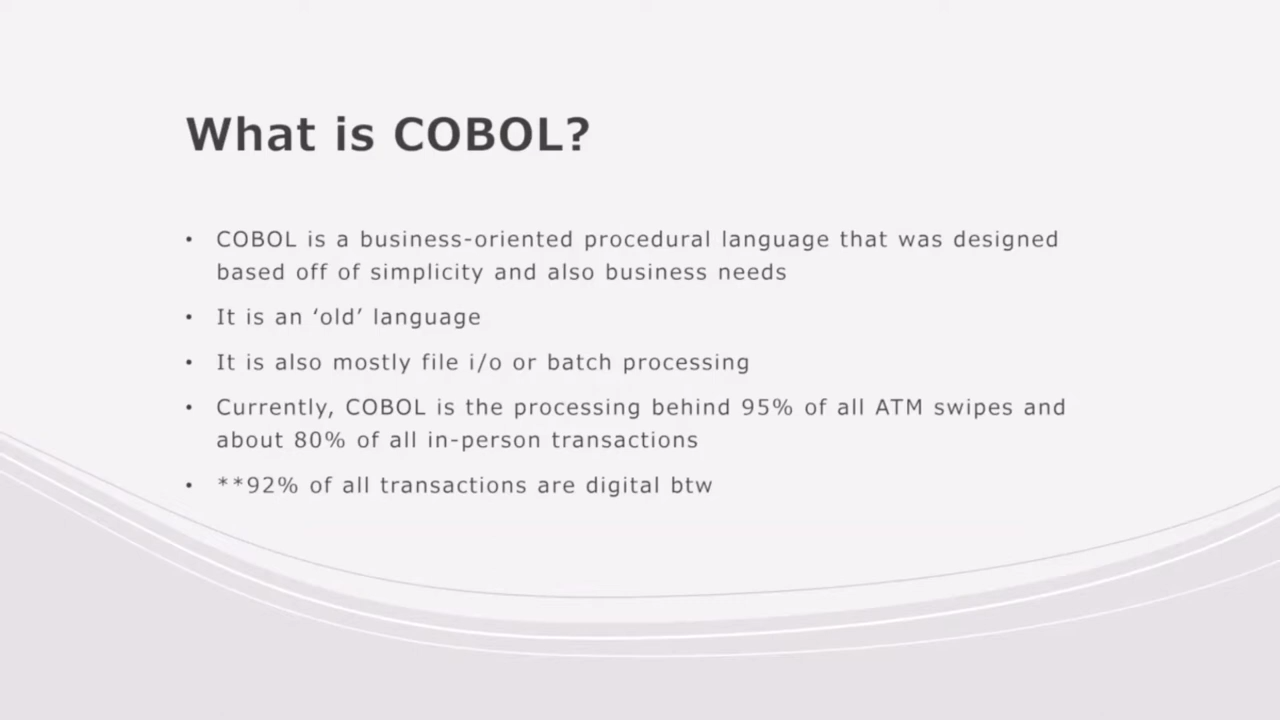 What is COBOL?
• COBOL is a business-oriented procedural language that was designed
based off of simplicity and also business needs
• It is an ‘old’ language
• It is also mostly file i/o or batch processing
• Currently, COBOL is the processing behind 95% of all ATM swipes and
about 80% of all in-person transactions
• **92% of all transactions are digital btw